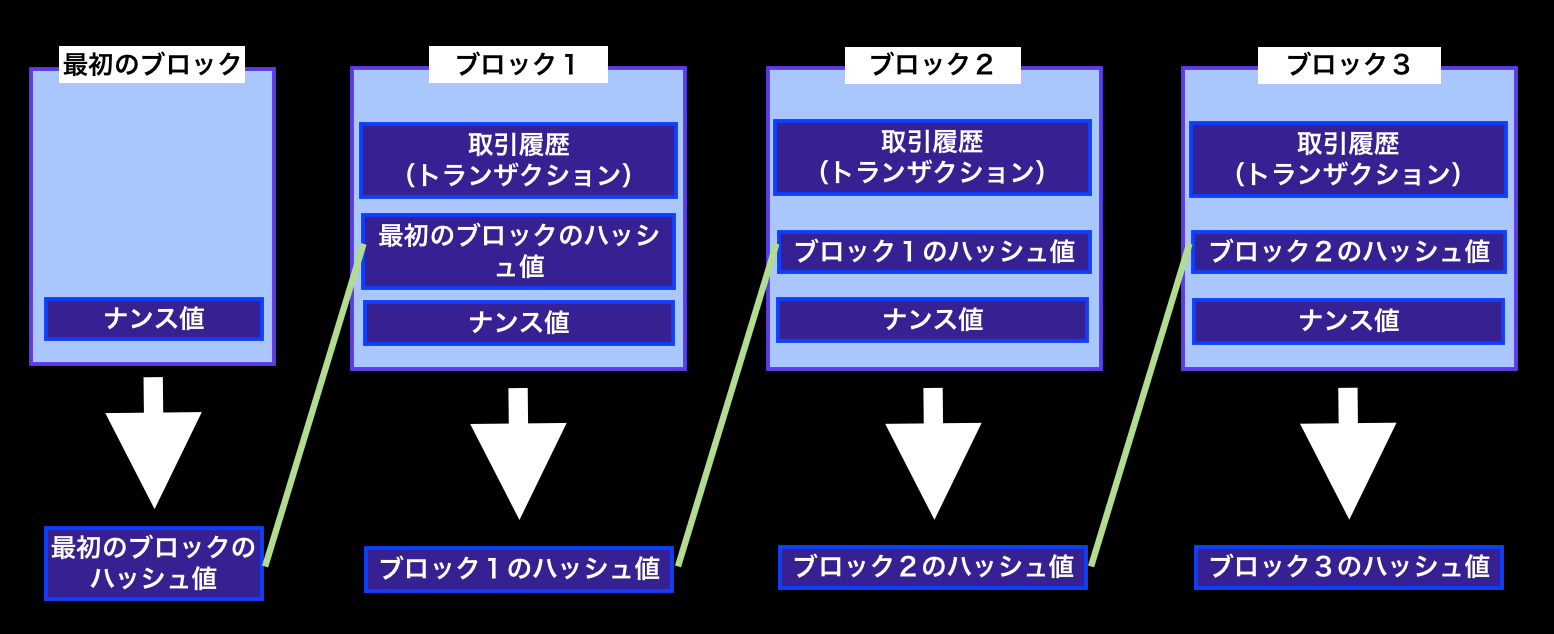 最初のブロック
ナンス値
最初のブロックの
ハッシュ値
ブロック１
取引履歴
（トランザクション）
最初のブロックのハッシ
ュ値
ナンス値
ブロック１のハッシュ値
ブロック２
取引履歴
（トランザクション）
ブロック１のハッシュ値
ナンス値
ブロック２のハッシュ値
ブロック３
取引履歴
（トランザクション）
ブロック２のハッシュ値
ナンス値
ブロック３のハッシュ値